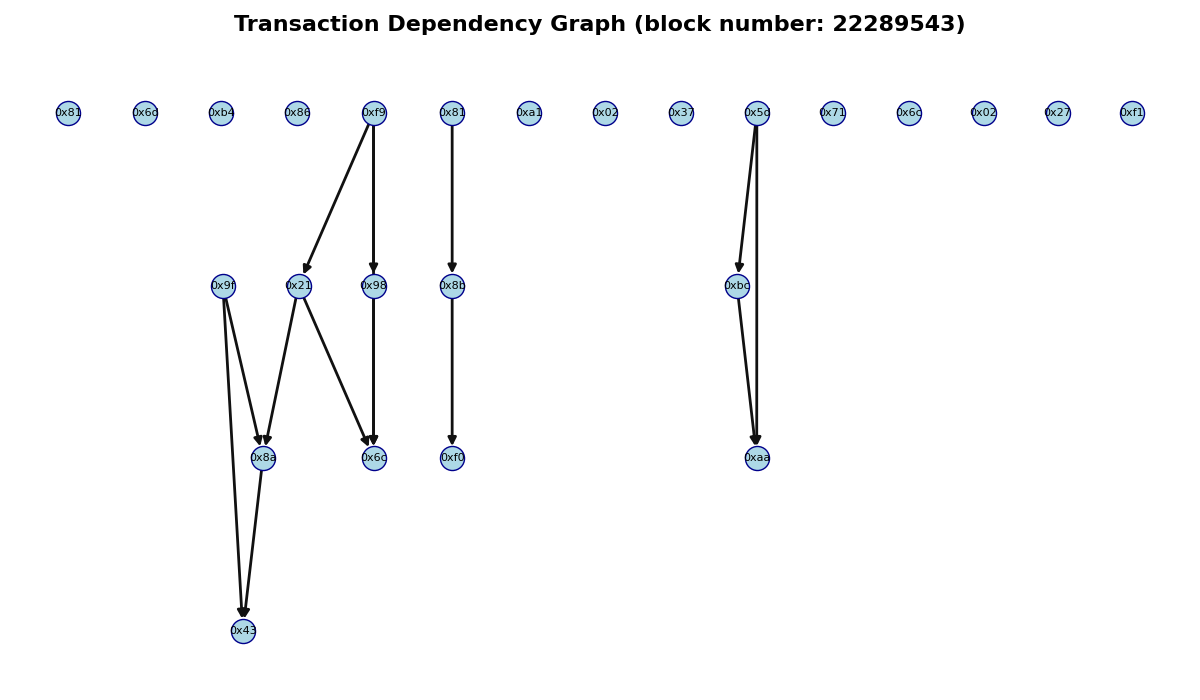 Transaction Dependency Graph (block number: 22289543)
0x81 0x6d 0xb4 0x86 0xf9 0x81 0xa1 0x02 0x37 0x5d 0x71 0x6c 0x02 0x27 0xf1
0x9f 0x21 0x98 0x8b 0xbc
0x8a 0x6c 0xf0 0xaa
0x43